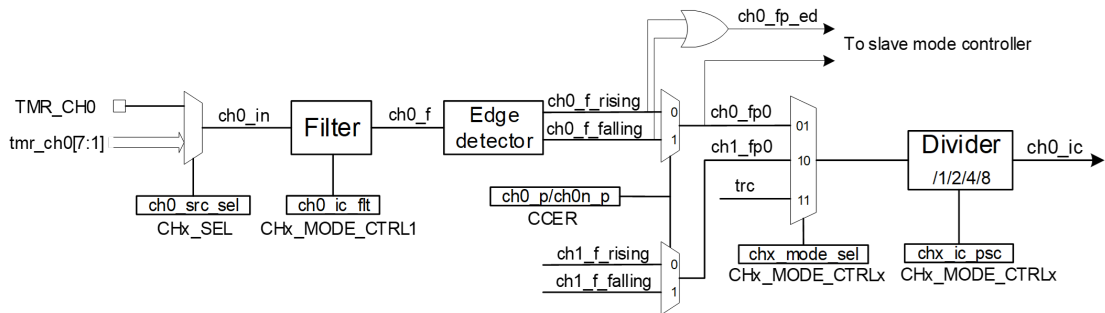 ch0_fp_ed
To slave mode controller
TMR_CH0
tmr_ch0[7:1]
ch0_in
Filter
ch0_f
Edge
detector
ch0_f_rising
ch0_f_falling
0
1
ch0_fp0
ch1_fp0
trc
01
10
11
Divider
/1/2/4/8
ch0_ic
ch0_src_sel
CHx_SEL
ch0_ic_flt
CHx_MODE_CTRL1
ch0_p/ch0n_p
CCER
ch1_f_rising
ch1_f_falling
0
1
chx_mode_sel
CHx_MODE_CTRLx
chx_ic_psc
CHx_MODE_CTRLx